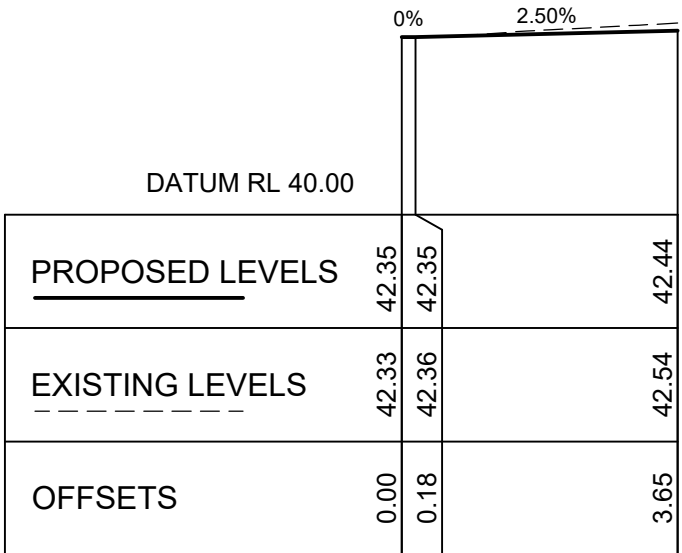 0% 2.50%
DATUM RL 40.00
PROPOSED LEVELS 42.35 42.35 42.44
EXISTING LEVELS 42.33 42.36 42.54
OFFSETS 0.00 0.18 3.65